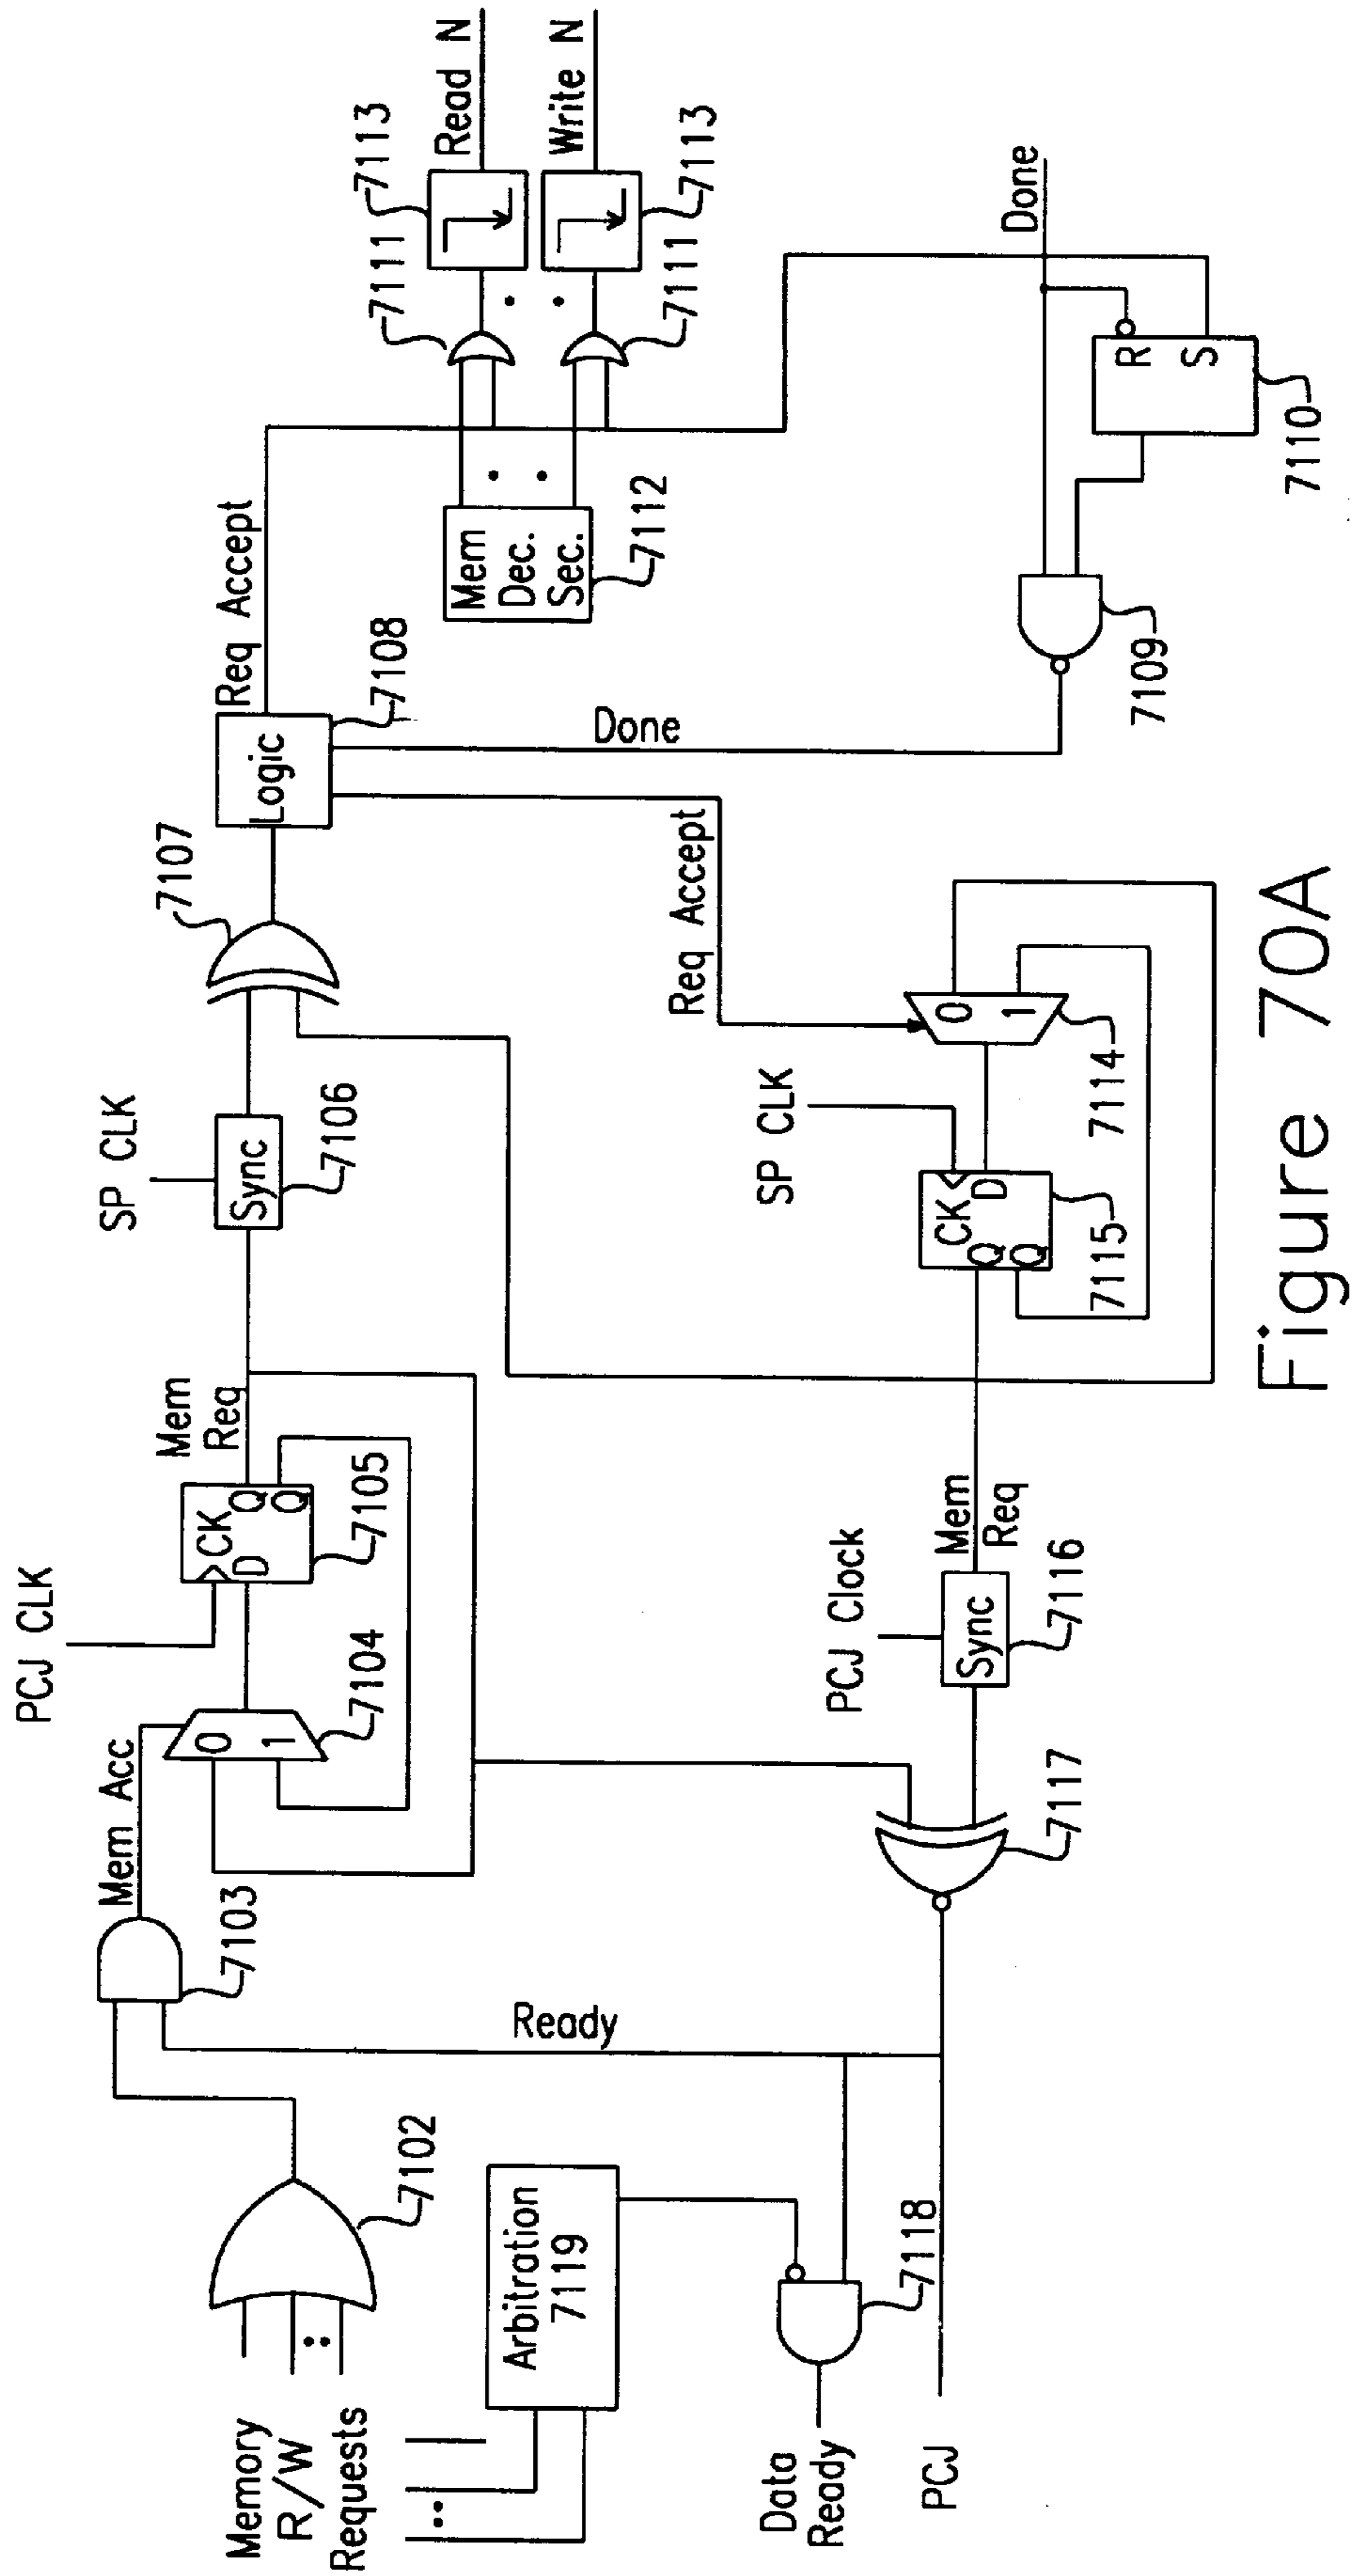 Memory
R/W
Requests
7102
Arbitration
7119
Data
Ready
7118
PCJ
Ready
7103
Mem Acc
0
1
7104
PCJ CLK
CK
D
Q
Q
7105
Mem
Req
SP CLK
Sync
7106
7107
Logic
7108
Req Accept
Mem
Dec.
Sec.
7112
7111
7111
7113
7113
Read N
Write N
Done
Done
R
S
7110
7109
Req Accept
0
1
7114
SP CLK
CK
D
Q
Q
7115
Mem
Req
PCJ Clock
Sync
7116
7117
Figure 70A